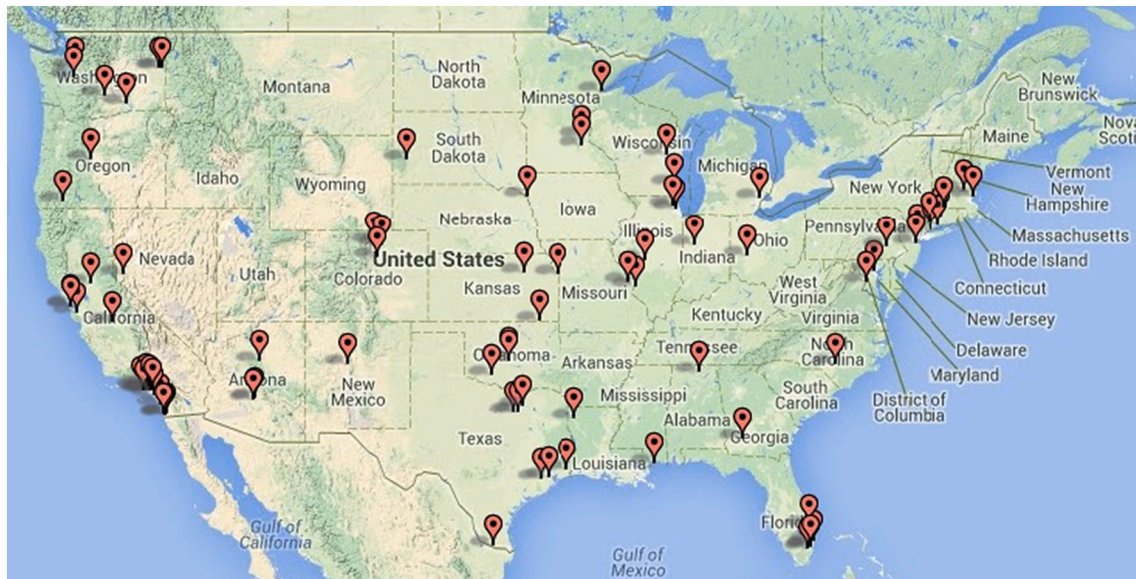 Washington
Montana
North
Dakota
Minnesota
New
Brunswick
Maine
Nova
Scoti
Oregon
Idaho
South
Dakota
Wisconsin
Michigan
Vermont
New York
New
Hampshire
Wyoming
Iowa
Nebraska
Illinois
Ohio
Pennsylvania
Massachusetts
Nevada
Utah
Colorado
United States
Indiana
Rhode Island
Kansas
Missouri
West
Virginia
Connecticut
California
Kentucky
Virginia
New Jersey
Arizona
New
Mexico
Oklahoma
Arkansas
Tennessee
North
Carolina
Delaware
Maryland
Mississippi
South
Carolina
District of
Columbia
Alabama
Georgia
Texas
Louisiana
Gulf of
California
Florida
Gulf of
Mexico